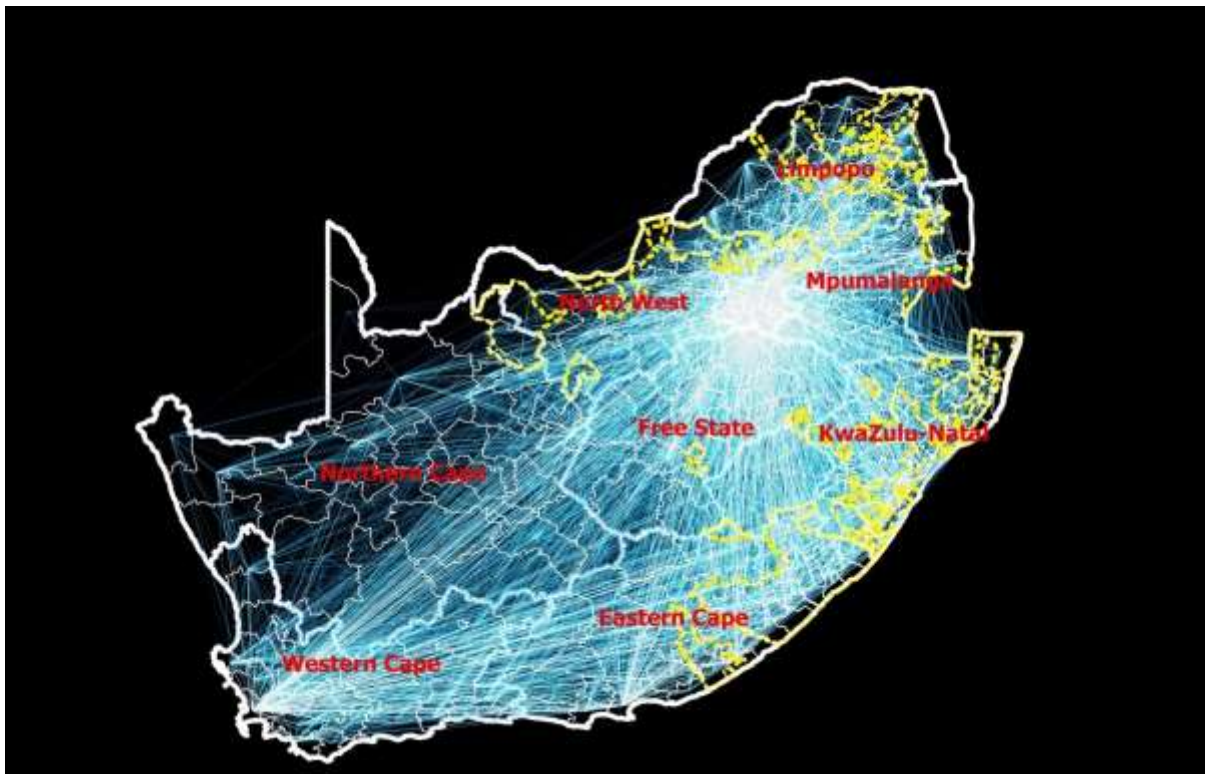 Limpopo
Mpumalanga
North West
Free State
KwaZulu-Natal
Northern Cape
Eastern Cape
Western Cape